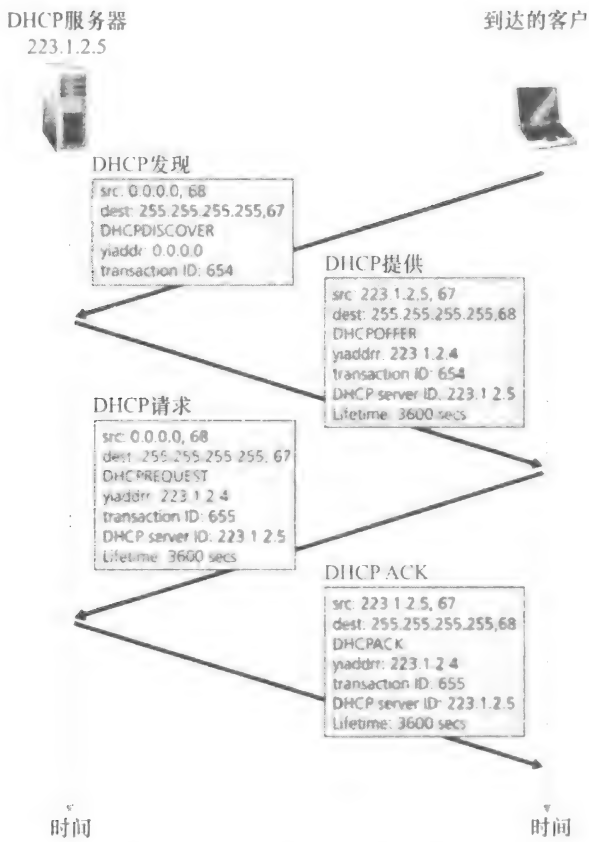 DHCP服务器
223.1.2.5
到达的客户
DHCP发现
src: 0.0.0.0, 68
dest: 255.255.255.255,67
DHCPDISCOVER
yiaddr: 0.0.0.0
transaction ID: 654
DHCP提供
src: 223.1.2.5, 67
dest: 255.255.255.255,68
DHCPOFFER
yiaddrr: 223.1.2.4
transaction ID: 654
DHCP server ID: 223.1.2.5
Lifetime: 3600 secs
DHCP请求
src: 0.0.0.0, 68
dest: 255.255.255.255, 67
DHCPREQUEST
yiaddrr: 223.1.2.4
transaction ID: 655
DHCP server ID: 223.1.2.5
Lifetime: 3600 secs
DHCP ACK
src: 223.1.2.5, 67
dest: 255.255.255.255,68
DHCPACK
yiaddrr: 223.1.2.4
transaction ID: 655
DHCP server ID: 223.1.2.5
Lifetime: 3600 secs
时间
时间